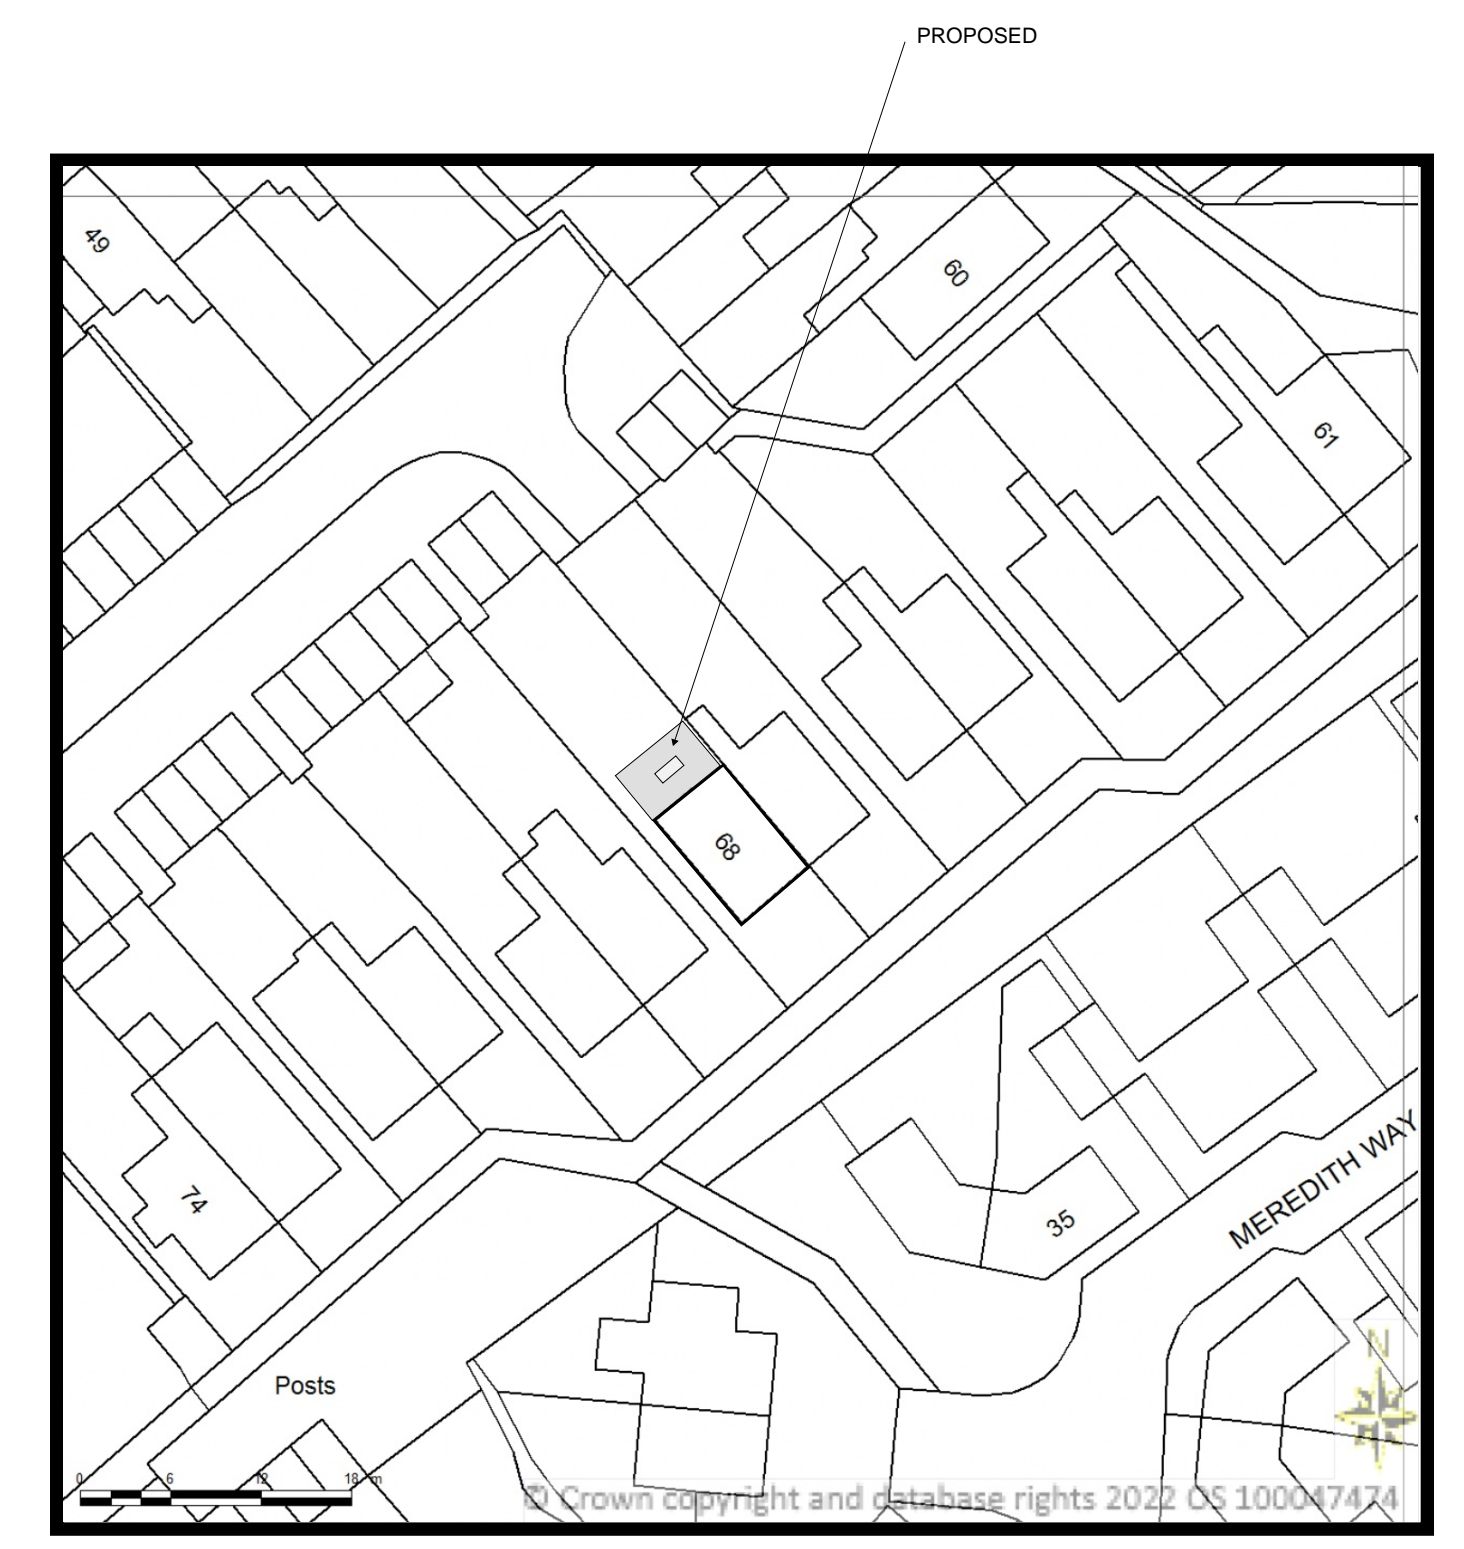 PROPOSED
49
60
61
68
74
35
MEREDITH WAY
N
Posts
0 6 12 18 m
© Crown copyright and database rights 2022 OS 100047474